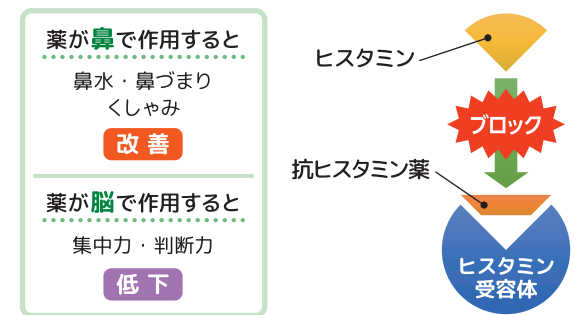 薬が鼻で作用すると
鼻水・鼻づまり
くしゃみ
改善
薬が脳で作用すると
集中力・判断力
低下
ヒスタミン
ブロック
抗ヒスタミン薬
ヒスタミン
受容体